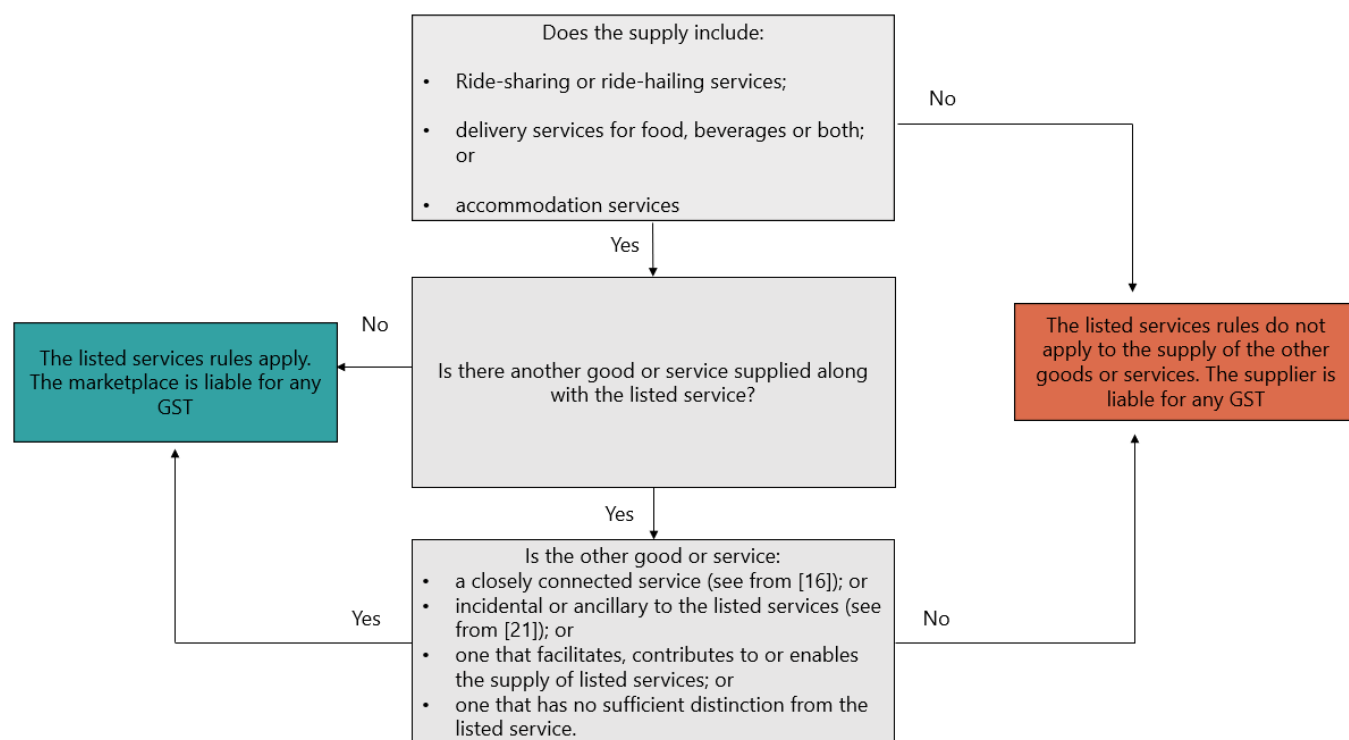 Does the supply include:
• Ride-sharing or ride-hailing services;
• delivery services for food, beverages or both;
or
• accommodation services
No
Yes
Is there another good or service supplied along
with the listed service?
No
The listed services rules apply.
The marketplace is liable for any
GST
The listed services rules do not
apply to the supply of the other
goods or services. The supplier is
liable for any GST
Yes
Is the other good or service:
• a closely connected service (see from [16]); or
• incidental or ancillary to the listed services (see
from [21]); or
• one that facilitates, contributes to or enables
the supply of listed services; or
• one that has no sufficient distinction from the
listed service.
Yes
No